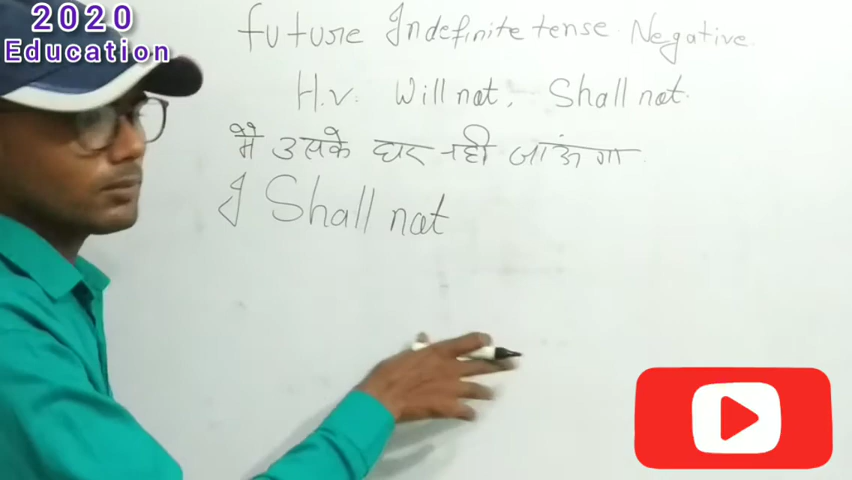 2020
Education
Future Indefinite tense. Negative.
H.V. Will not, Shall not.
मैं उसके घर नही जांऊ गा
I Shall not